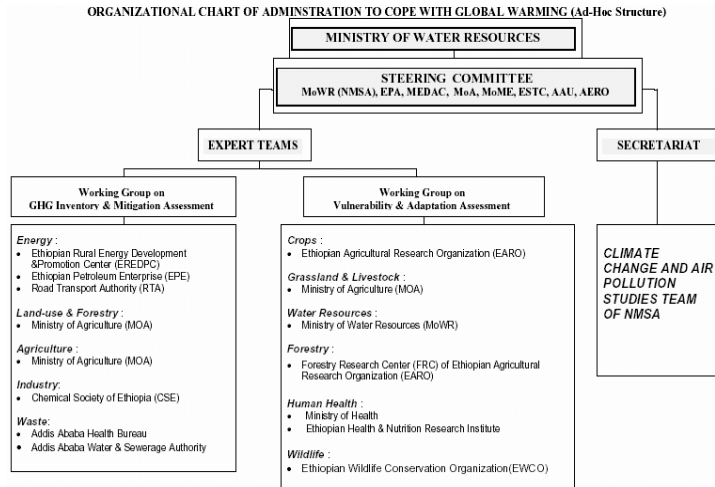 ORGANIZATIONAL CHART OF ADMINSTRATION TO COPE WITH GLOBAL WARMING (Ad-Hoc Structure)
MINISTRY OF WATER RESOURCES
STEERING COMMITTEE
MoWR (NMSA), EPA, MEDAC, MoA, MoME, ESTC, AAU, AERO
EXPERT TEAMS
SECRETARIAT
Working Group on
GHG Inventory & Mitigation Assessment
Working Group on
Vulnerability & Adaptation Assessment
Energy :
• Ethiopian Rural Energy Development
&Promotion Center (EREDPC)
• Ethiopian Petroleum Enterprise (EPE)
• Road Transport Authority (RTA)
Land-use & Forestry :
• Ministry of Agriculture (MOA)
Agriculture :
• Ministry of Agriculture (MOA)
Industry:
• Chemical Society of Ethiopia (CSE)
Waste:
• Addis Ababa Health Bureau
• Addis Ababa Water & Sewerage Authority
Crops :
• Ethiopian Agricultural Research Organization (EARO)
Grassland & Livestock :
• Ministry of Agriculture (MOA)
Water Resources :
• Ministry of Water Resources (MoWR)
Forestry :
• Forestry Research Center (FRC) of Ethiopian Agricultural
Research Organization (EARO)
Human Health :
• Ministry of Health
• Ethiopian Health & Nutrition Research Institute
Wildlife :
• Ethiopian Wildlife Conservation Organization(EWCO)
CLIMATE
CHANGE AND AIR
POLLUTION
STUDIES TEAM
OF NMSA